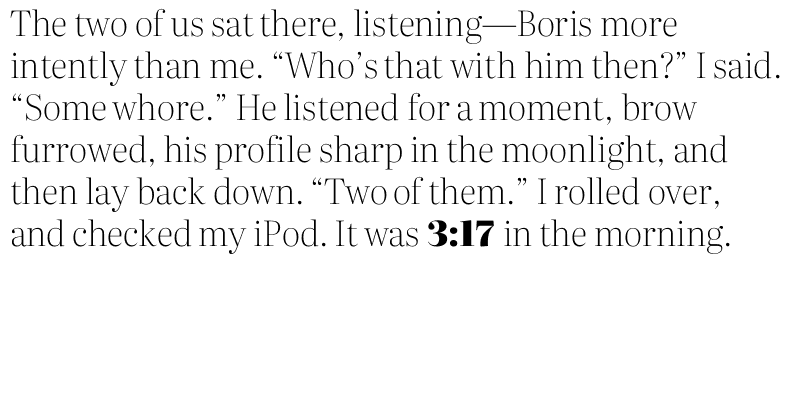 The two of us sat there, listening—Boris more
intently than me. “Who’s that with him then?” I said.
“Some whore.” He listened for a moment, brow
furrowed, his profile sharp in the moonlight, and
then lay back down. “Two of them.” I rolled over,
and checked my iPod. It was 3:17 in the morning.